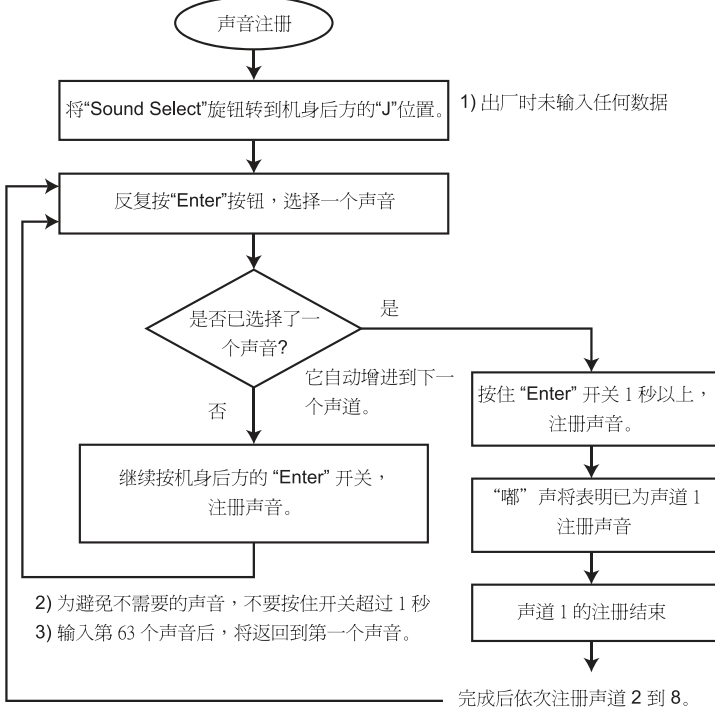 声音注册
将“Sound Select”旋钮转到机身后方的“J”位置。
1) 出厂时未输入任何数据
反复按“Enter”按钮，选择一个声音
是否已选择了一
个声音?
是
它自动增进到下一
个声道。
否
按住 “Enter” 开关 1 秒以上，
注册声音。
继续按机身后方的 “Enter” 开关，
注册声音。
“嘟” 声将表明已为声道 1
注册声音
2) 为避免不需要的声音，不要按住开关超过 1 秒
3) 输入第 63 个声音后，将返回到第一个声音。
声道 1 的注册结束
完成后依次注册声道 2 到 8。